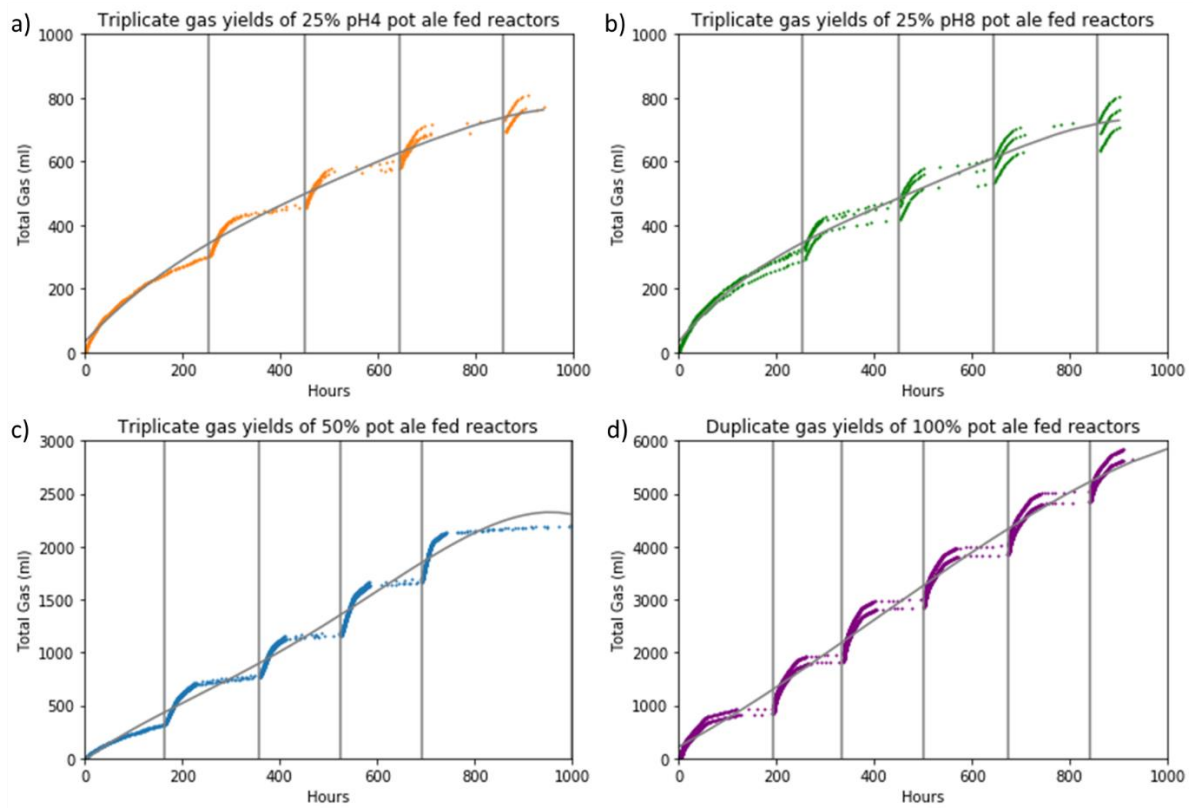 a) Triplicate gas yields of 25% pH4 pot ale fed reactors
1000
800
600
400
200
0
Total Gas (ml)
0 200 400 600 800 1000
Hours
b) Triplicate gas yields of 25% pH8 pot ale fed reactors
1000
800
600
400
200
0
Total Gas (ml)
0 200 400 600 800 1000
Hours
c) Triplicate gas yields of 50% pot ale fed reactors
3000
2500
2000
1500
1000
500
0
Total Gas (ml)
0 200 400 600 800 1000
Hours
d) Duplicate gas yields of 100% pot ale fed reactors
6000
5000
4000
3000
2000
1000
0
Total Gas (ml)
0 200 400 600 800 1000
Hours